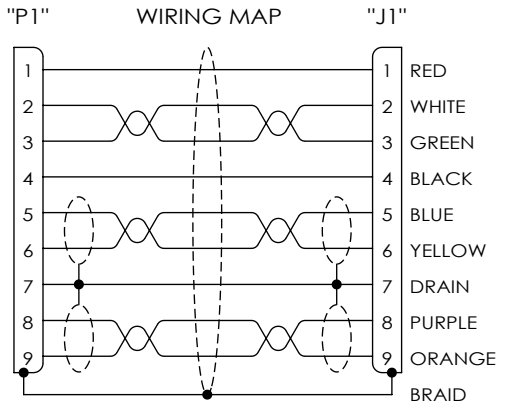 "P1" WIRING MAP "J1"
1 1 RED
2 2 WHITE
3 3 GREEN
4 4 BLACK
5 5 BLUE
6 6 YELLOW
7 7 DRAIN
8 8 PURPLE
9 9 ORANGE
BRAID